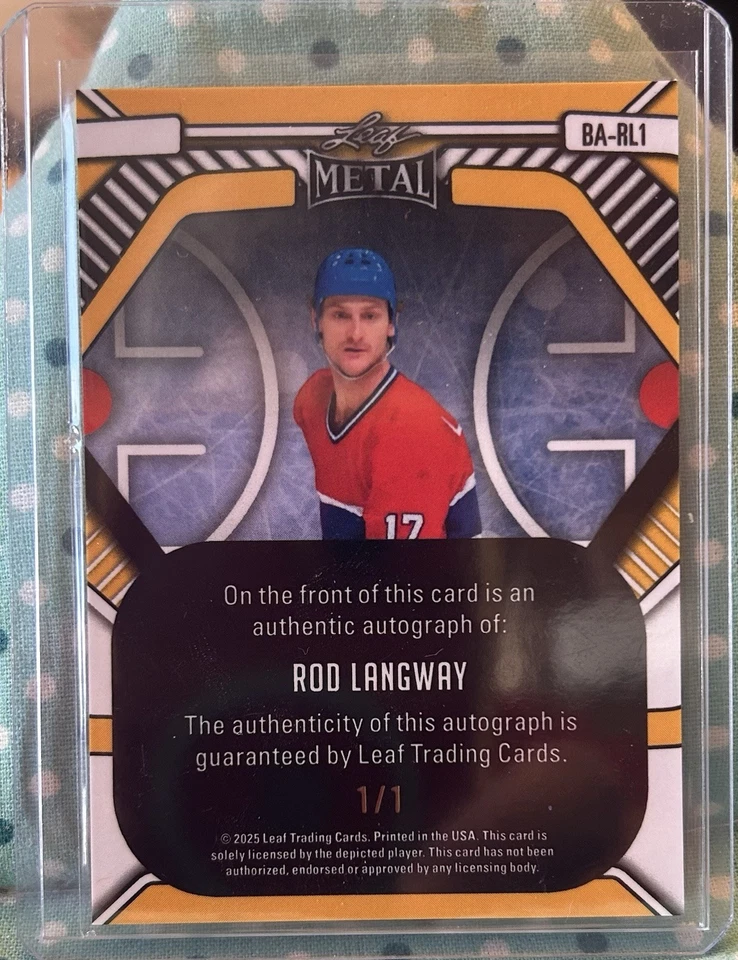 Leaf
METAL
BA-RL1
17
On the front of this card is an
authentic autograph of:
ROD LANGWAY
The authenticity of this autograph is
guaranteed by Leaf Trading Cards.
1/1
© 2025 Leaf Trading Cards. Printed in the USA. This card is
solely licensed by the depicted player. This card has not been
authorized, endorsed or approved by any licensing body.